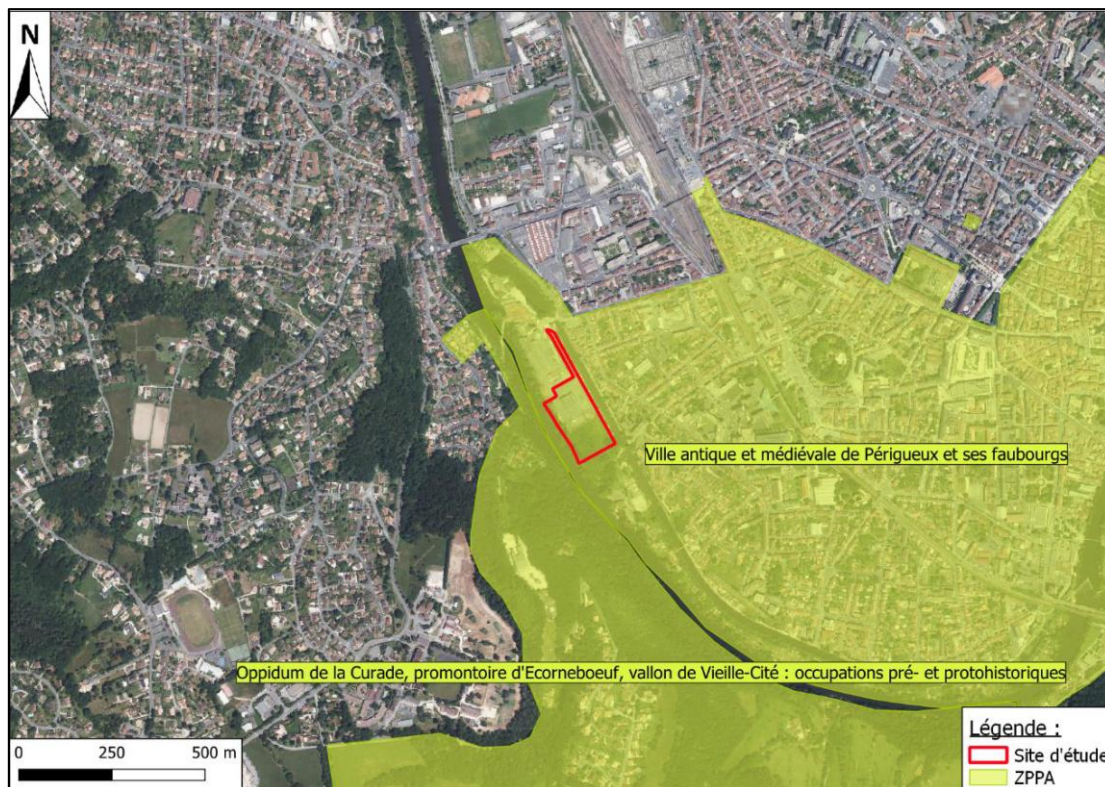 N
Ville antique et médiévale de Périgueux et ses faubourgs
Oppidum de la Curade, promontoire d'Ecorneboeuf, vallon de Vieille-Cité : occupations pré- et protohistoriques
0 250 500 m
Légende :
Site d'étude
ZPPA